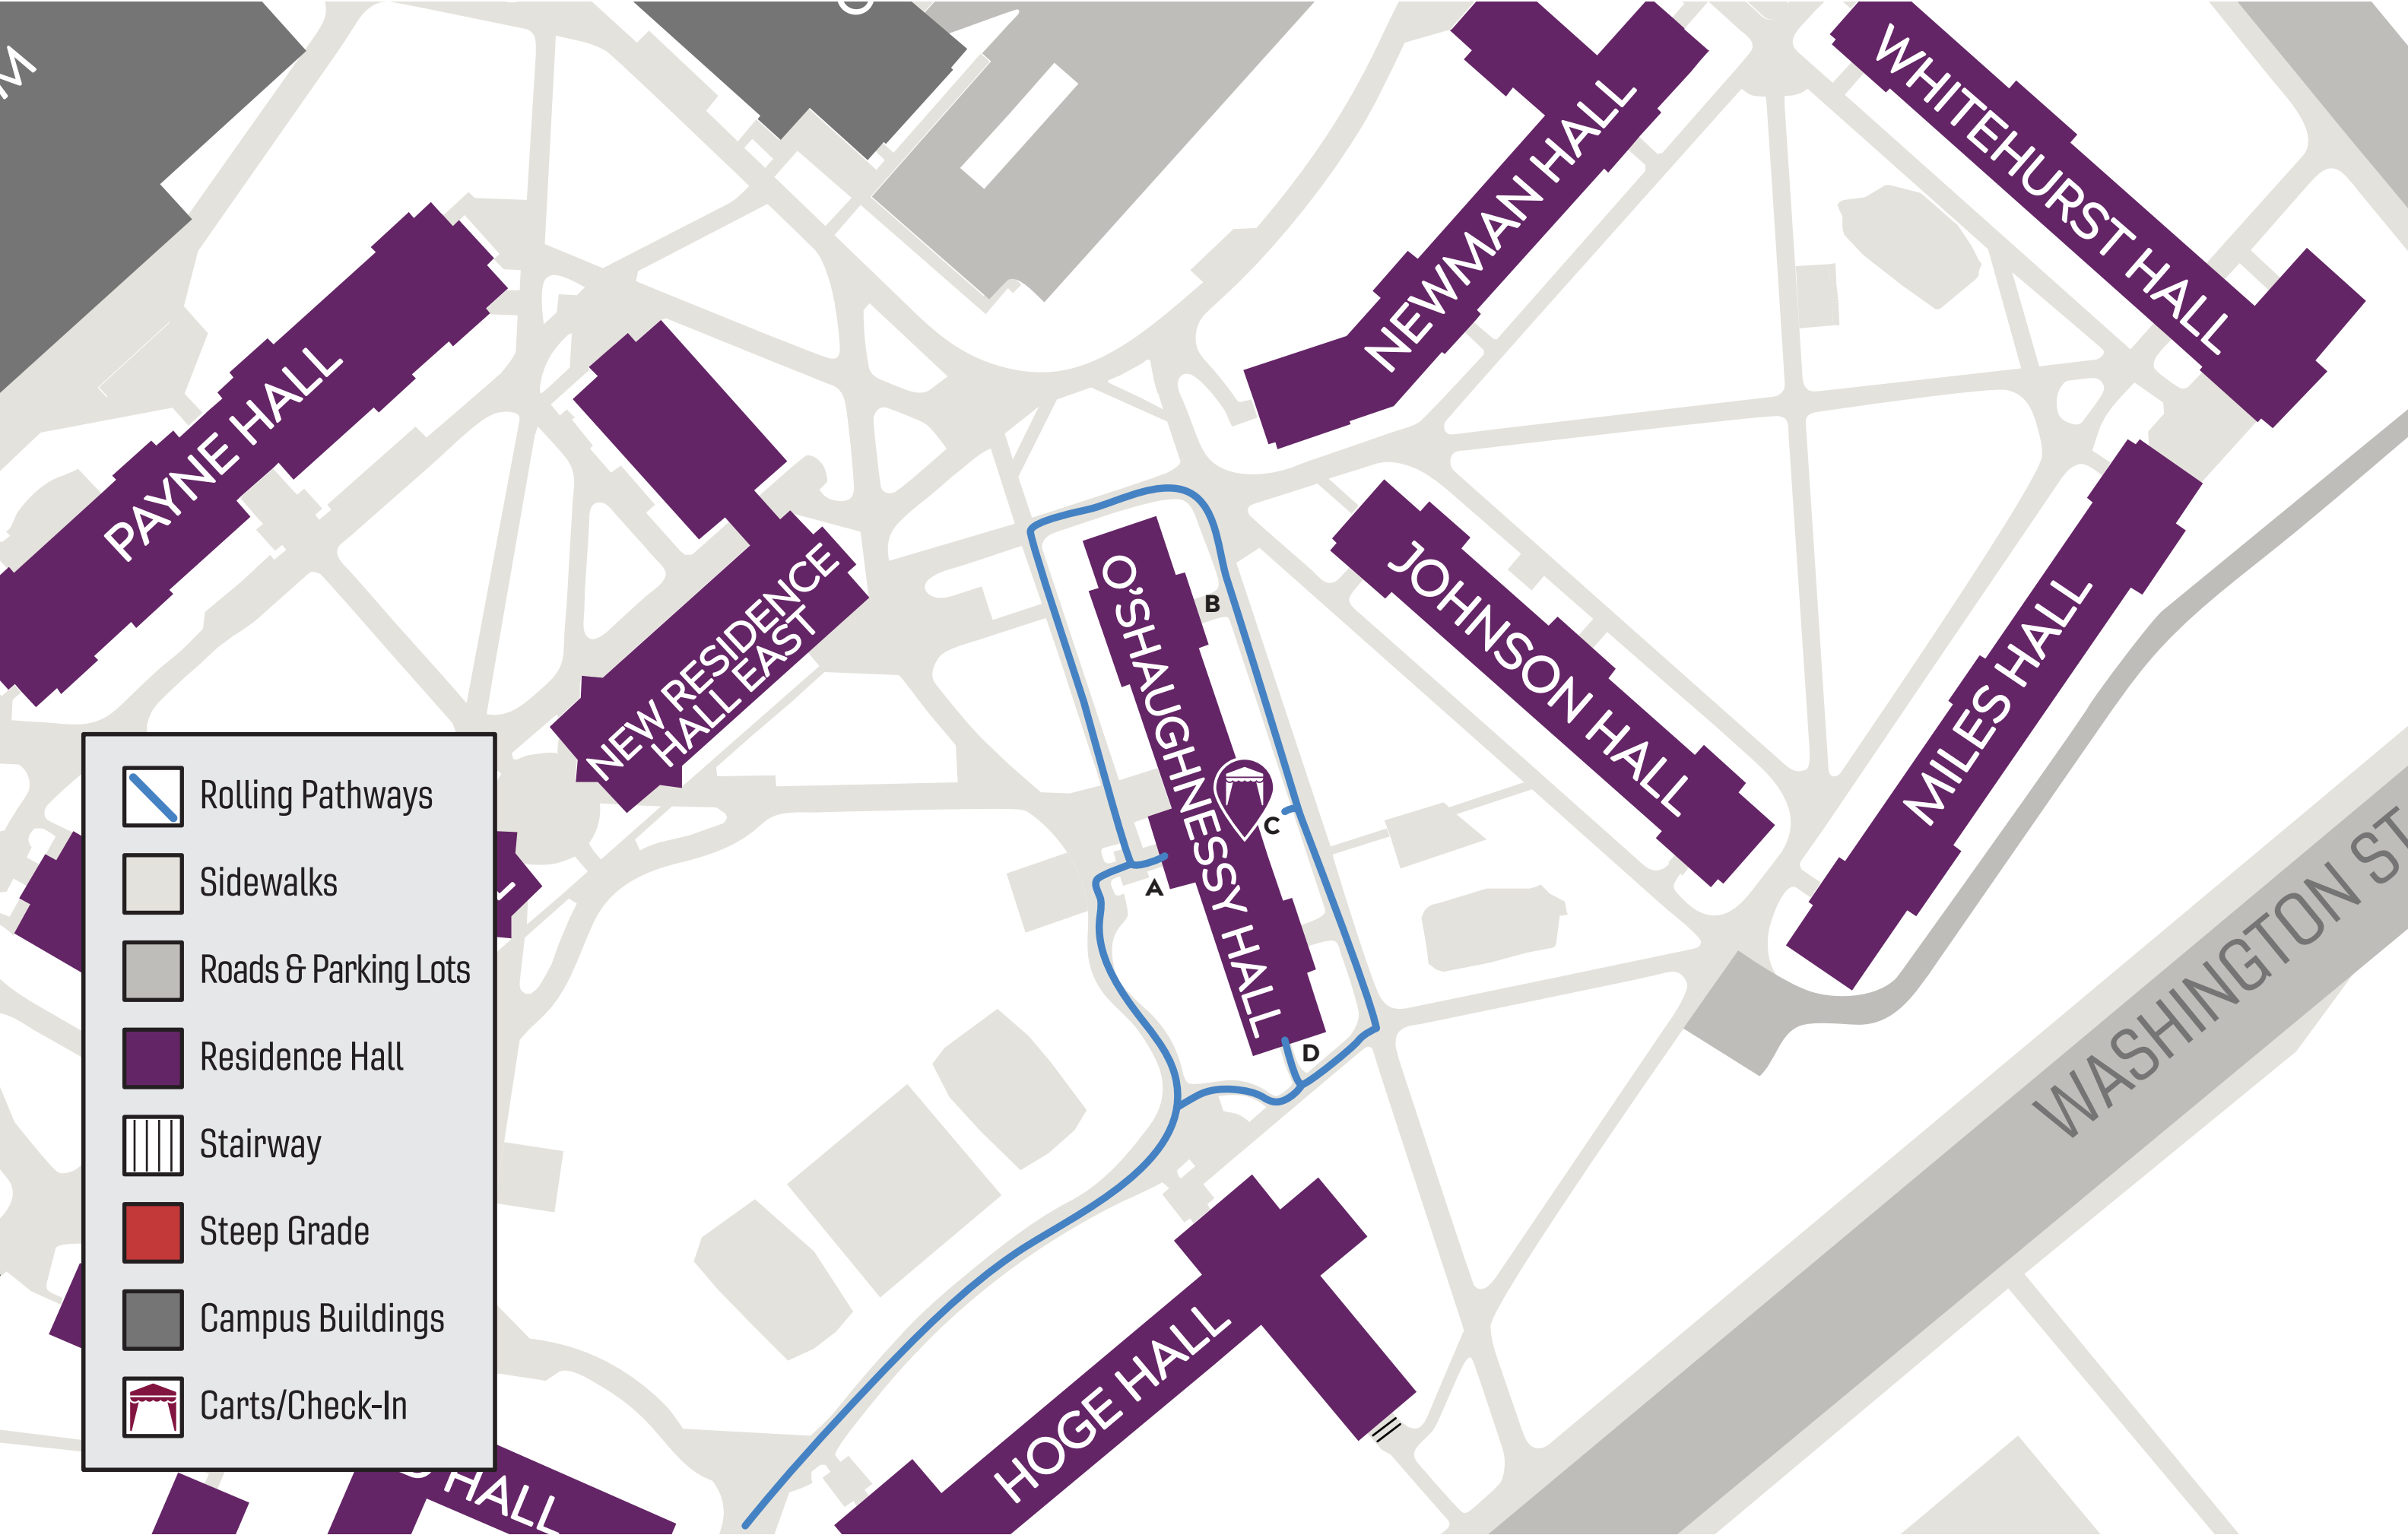 M
WHITEHURST HALL
NEWMAN HALL
PAYNE HALL
O'SHAUGHNESSY HALL
JOHNSON HALL
NEW RESIDENCE
HALL EAST
MILES HALL
B
C
A
D
WASHINGTON ST
HOGE HALL
HALL
Rolling Pathways
Sidewalks
Roads & Parking Lots
Residence Hall
Stairway
Steep Grade
Campus Buildings
Carts/Check-In